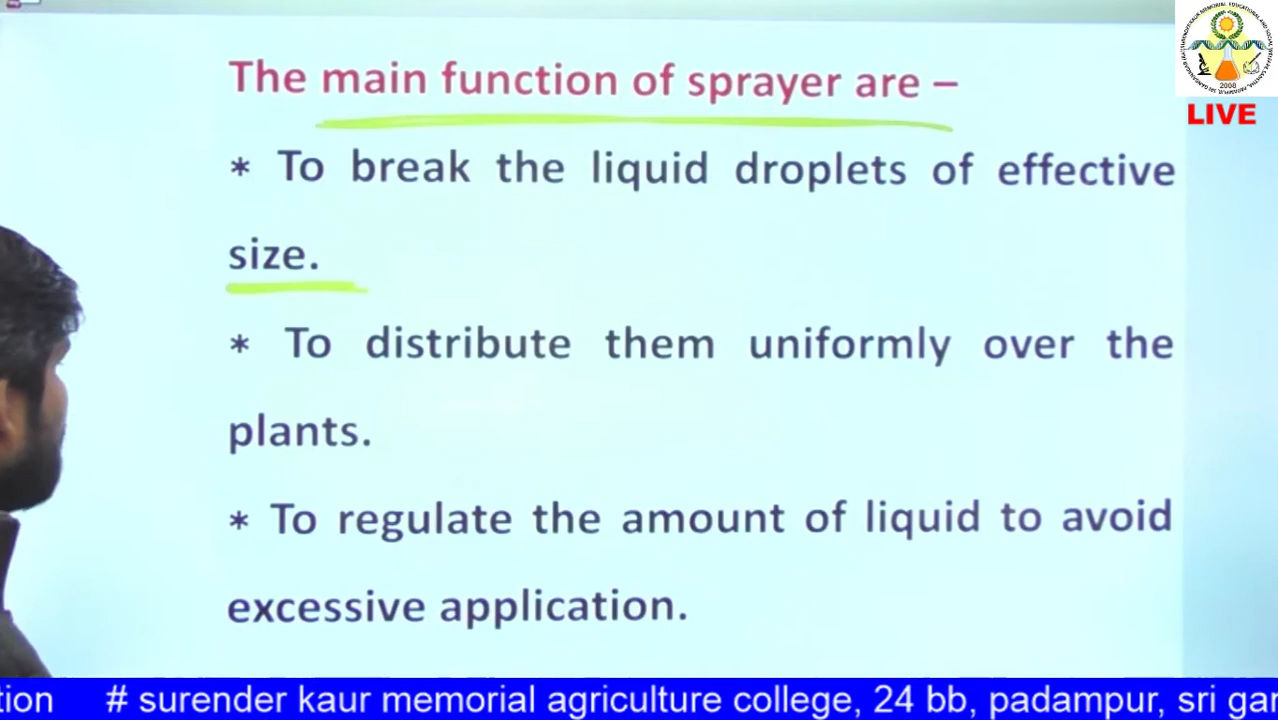 The main function of sprayer are –
* To break the liquid droplets of effective
size.
* To distribute them uniformly over the
plants.
* To regulate the amount of liquid to avoid
excessive application.
2008
LIVE
tion # surender kaur memorial agriculture college, 24 bb, padampur, sri gar